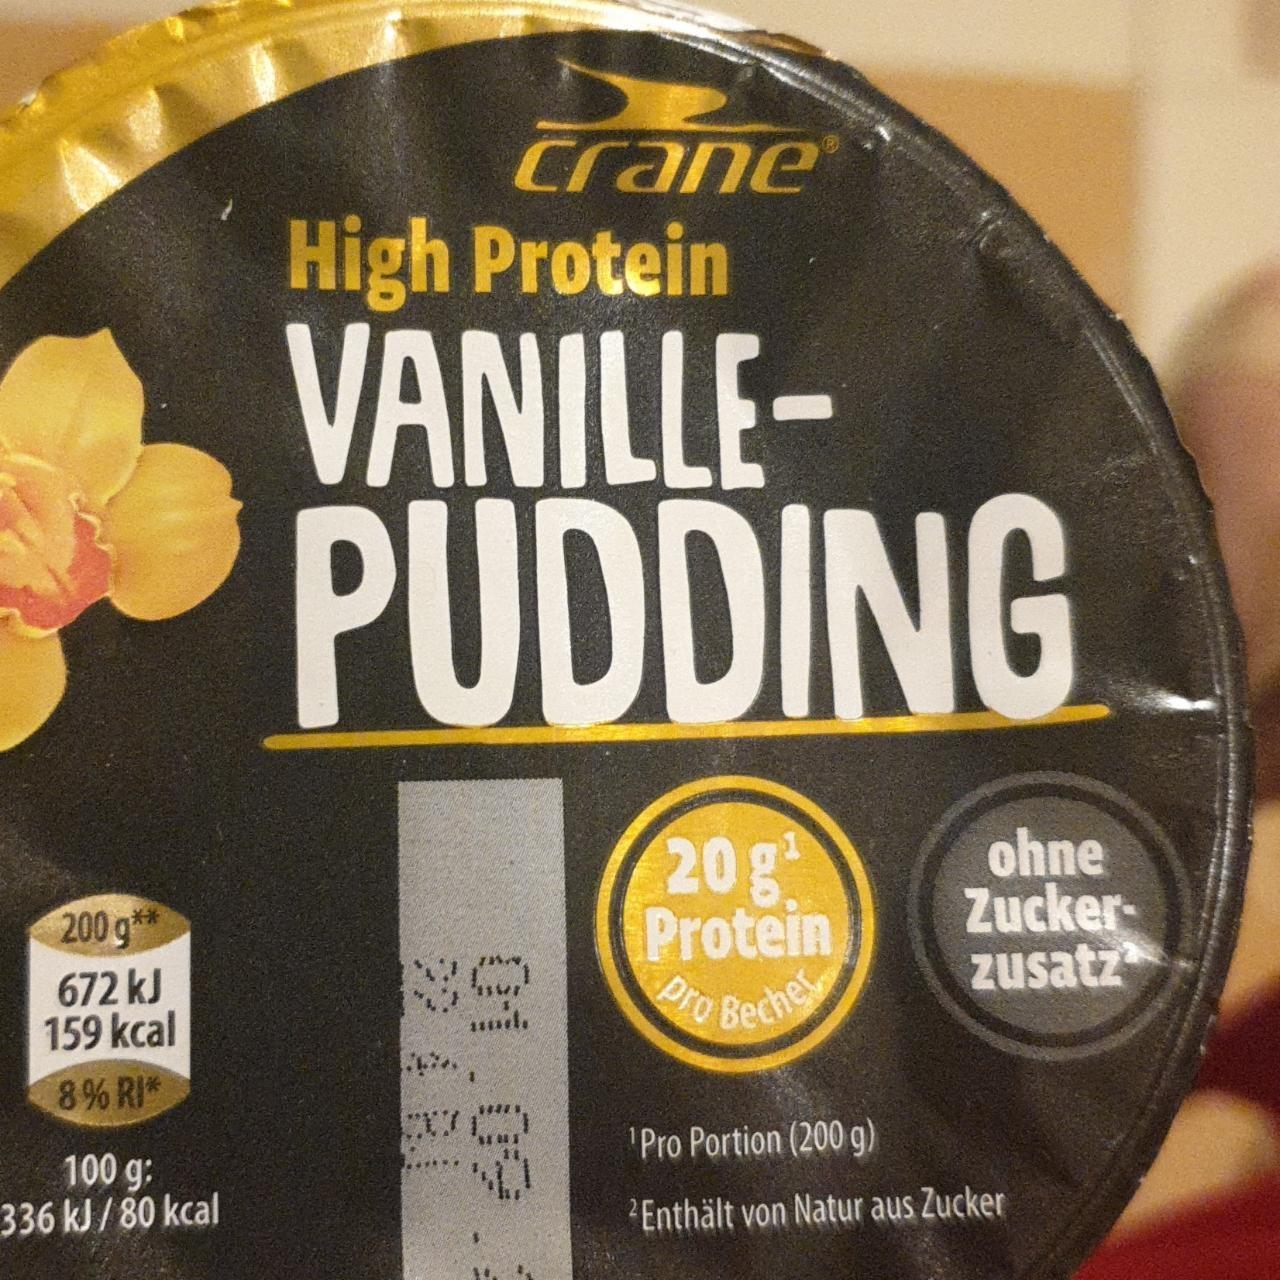 crane®
High Protein
VANILLE-
PUDDING
20 g¹
Protein
pro Becher
ohne
Zucker-
zusatz²
200 g**
672 kJ
159 kcal
8 % RI*
100 g:
336 kJ / 80 kcal
¹Pro Portion (200 g)
²Enthält von Natur aus Zucker